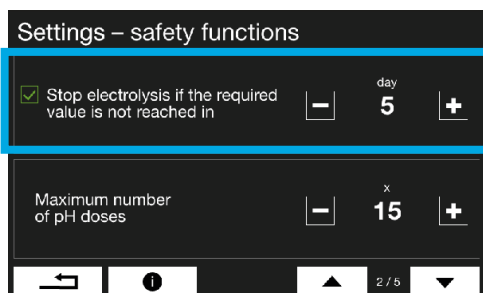 Settings – safety functions
Stop electrolysis if the required
value is not reached in
day
5
Maximum number
of pH doses
x
15
2/5